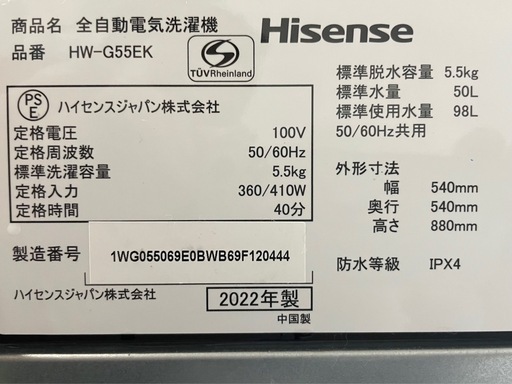 商品名 全自動電気洗濯機
品番 HW-G55EK
TÜVRheinland
Hisense
PS
E
ハイセンスジャパン株式会社
定格電圧 100V
定格周波数 50/60Hz
標準洗濯容量 5.5kg
定格入力 360/410W
定格時間 40分
標準脱水容量 5.5kg
標準水量 50L
標準使用水量 98L
50/60Hz共用
外形寸法
幅 540mm
奥行 540mm
高さ 880mm
製造番号 1WG055069E0BWB69F120444
防水等級 IPX4
ハイセンスジャパン株式会社 2022年製
中国製